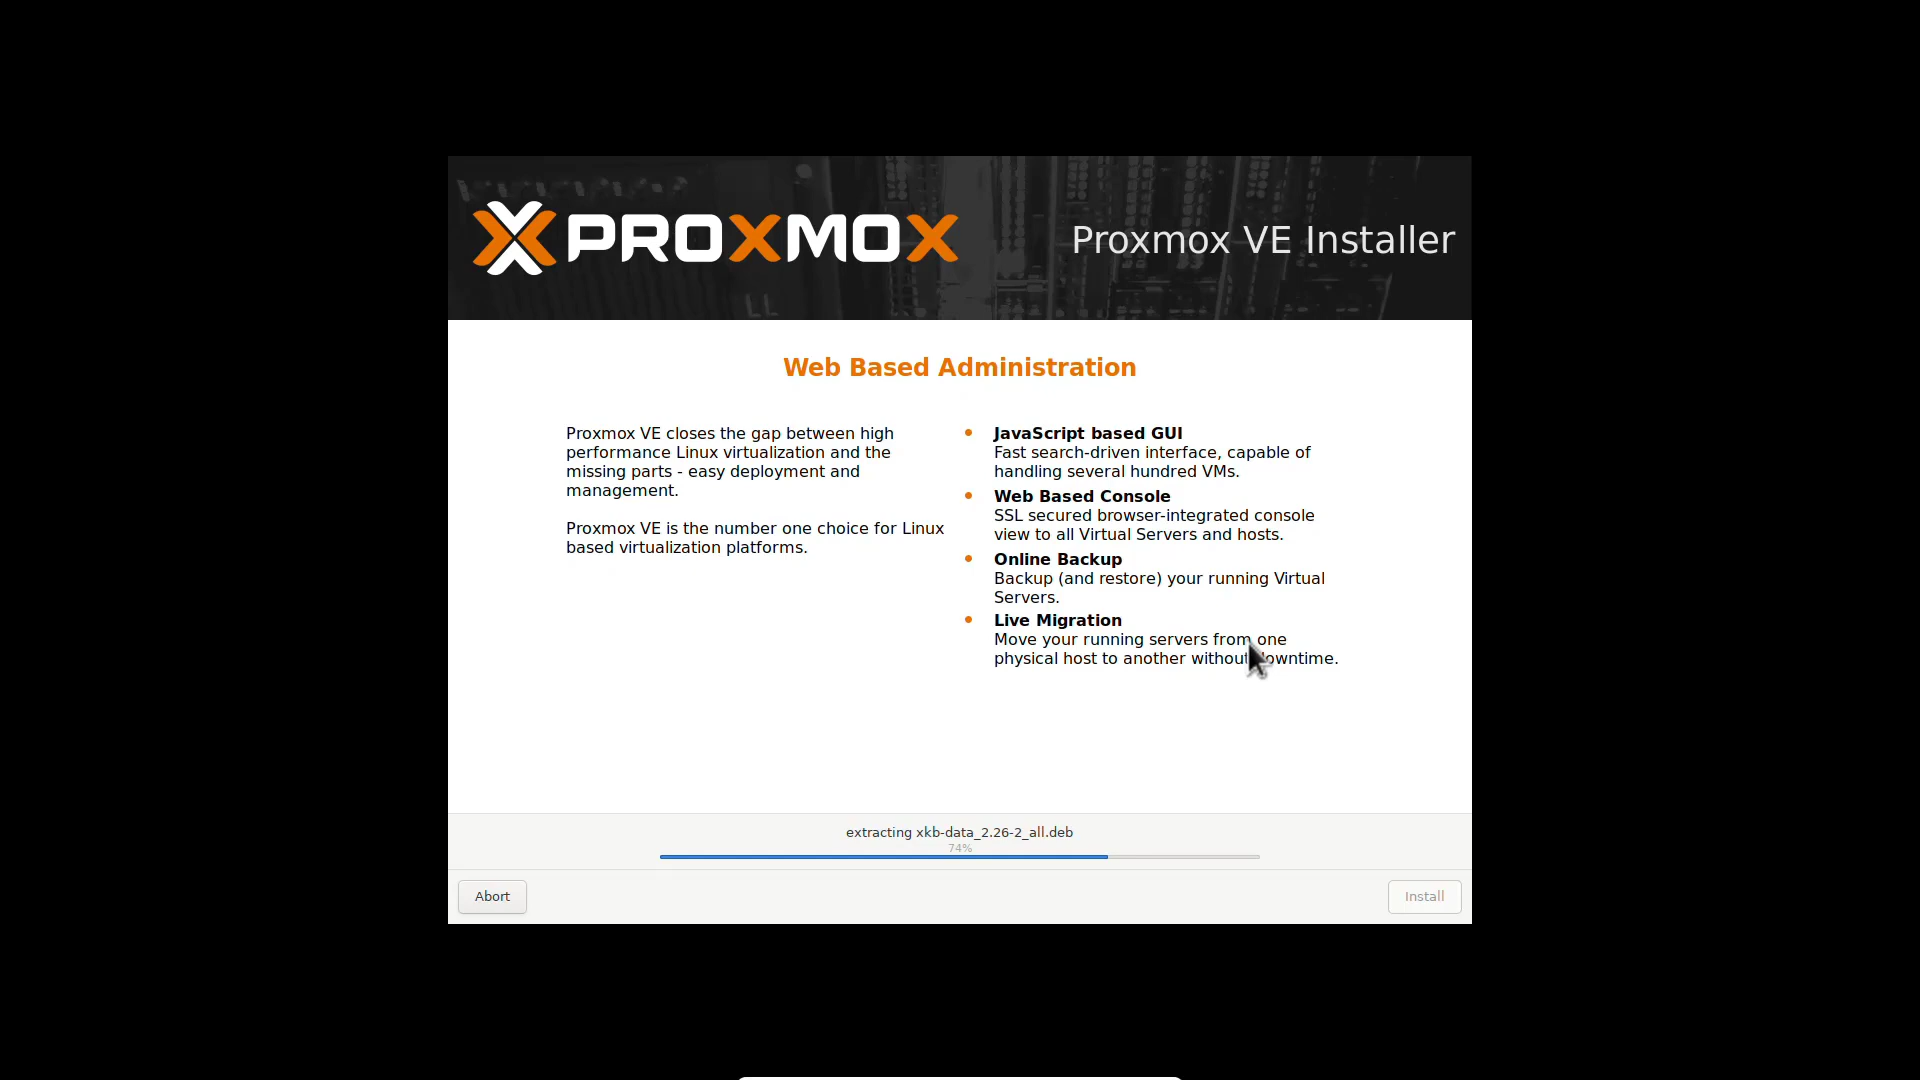 PROXMOX
Proxmox VE Installer
Web Based Administration
Proxmox VE closes the gap between high
performance Linux virtualization and the
missing parts - easy deployment and
management.
Proxmox VE is the number one choice for Linux
based virtualization platforms.
JavaScript based GUI
Fast search-driven interface, capable of
handling several hundred VMs.
Web Based Console
SSL secured browser-integrated console
view to all Virtual Servers and hosts.
Online Backup
Backup (and restore) your running Virtual
Servers.
Live Migration
Move your running servers from one
physical host to another without downtime.
extracting xkb-data_2.26-2_all.deb
74%
Abort
Install